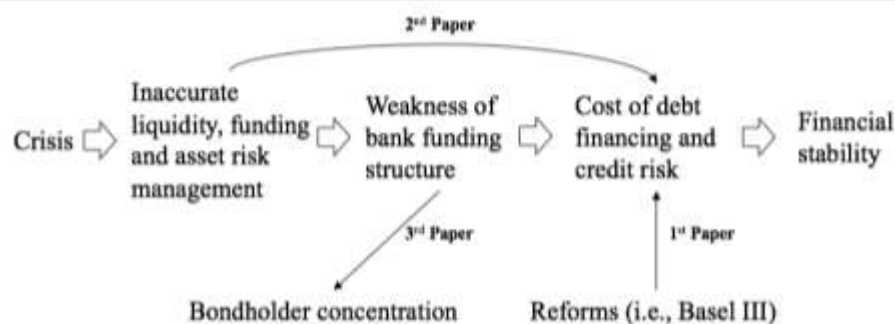 2nd Paper
Crisis
Inaccurate
liquidity, funding
and asset risk
management
Weakness of
bank funding
structure
Cost of debt
financing and
credit risk
Financial
stability
3rd Paper
1st Paper
Bondholder concentration
Reforms (i.e., Basel III)